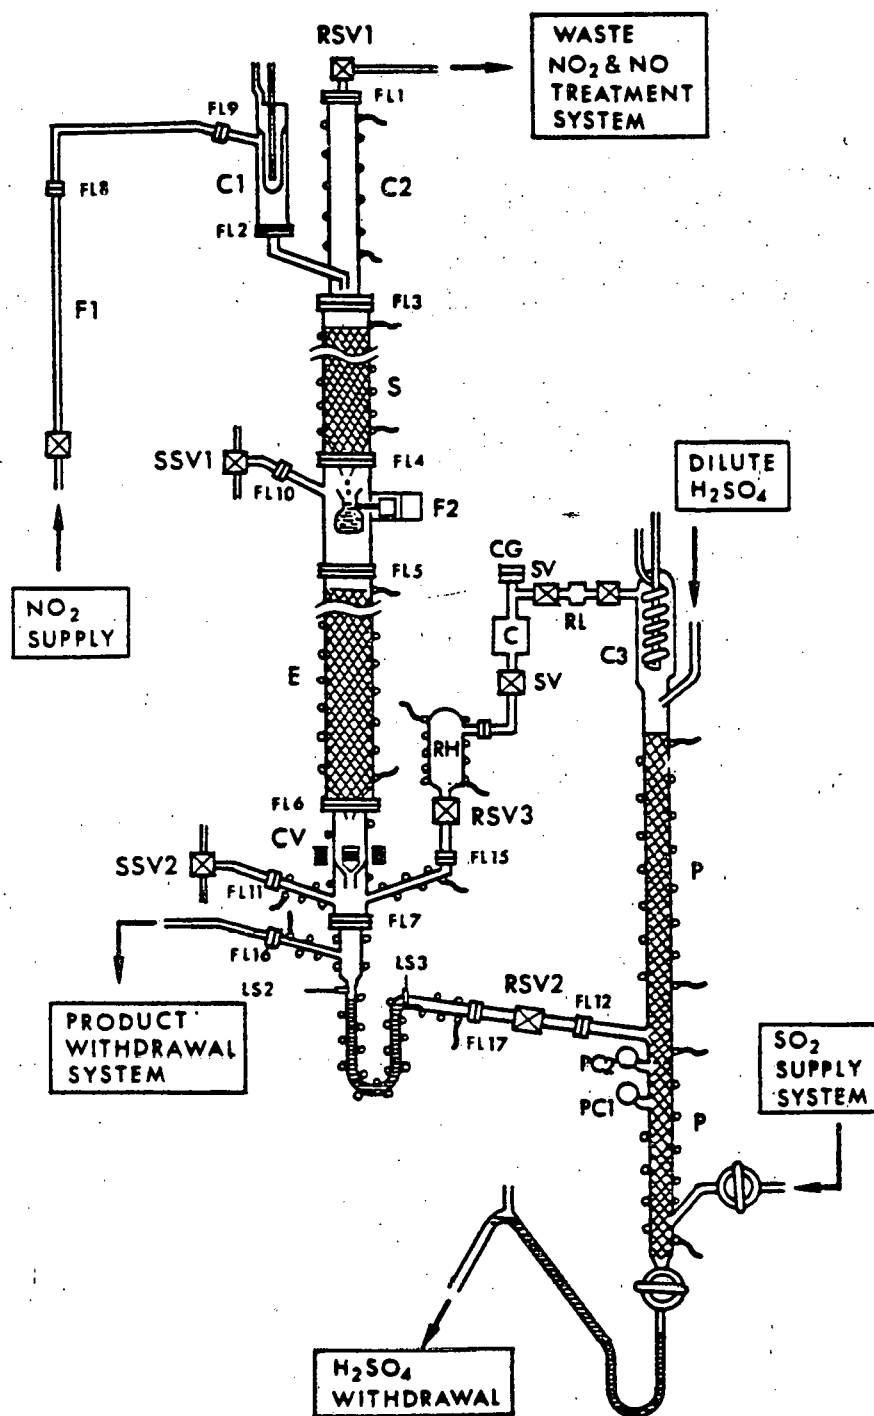 RSV1
WASTE
NO2 & NO
TREATMENT
SYSTEM
FL1
FL9
C1
C2
FL8
FL2
FL3
F1
S
SSV1
FL4
FL10
F2
DILUTE
H2SO4
FL5
CG
SV
RL
C3
NO2
SUPPLY
C
SV
E
RH
FL6
RSV3
CV
FL15
P
SSV2
FL11
FL7
FL16
LS2
LS3
RSV2
FL12
FL17
PRODUCT
WITHDRAWAL
SYSTEM
SO2
SUPPLY
SYSTEM
PC2
PC1
P
H2SO4
WITHDRAWAL